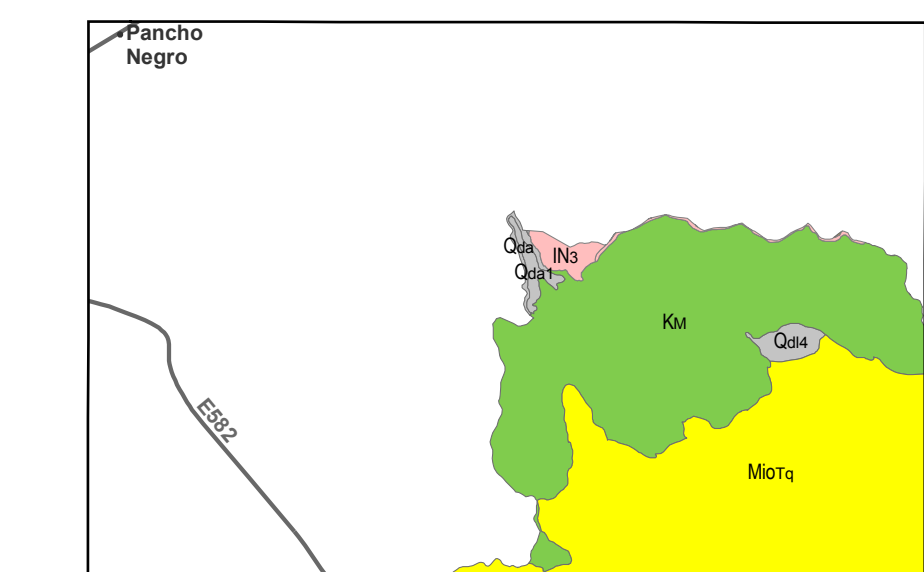 Pancho
Negro
Qda
IN3
Qda1
KM
Qdl4
E582
MioTq